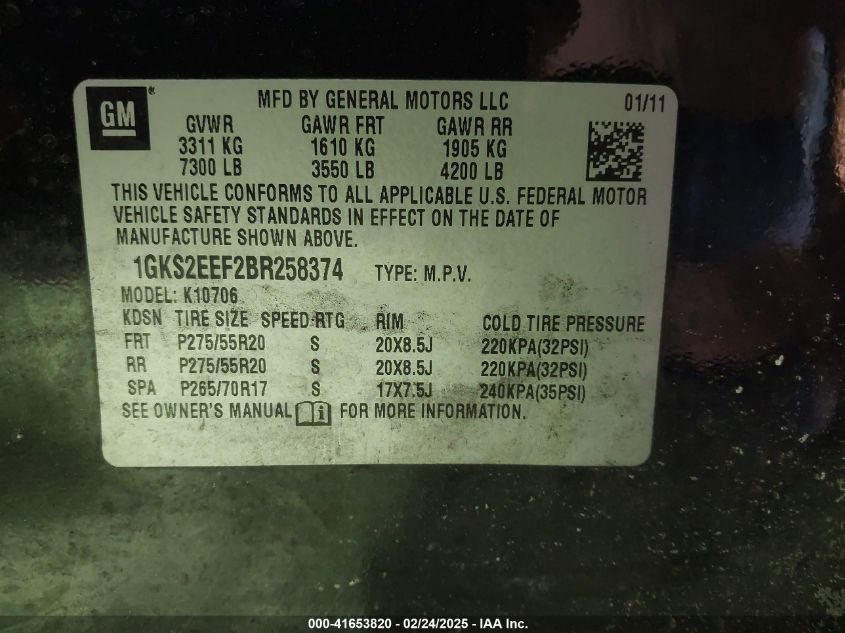 GM®
MFD BY GENERAL MOTORS LLC 01/11
GVWR GAWR FRT GAWR RR
3311 KG 1610 KG 1905 KG
7300 LB 3550 LB 4200 LB
THIS VEHICLE CONFORMS TO ALL APPLICABLE U.S. FEDERAL MOTOR
VEHICLE SAFETY STANDARDS IN EFFECT ON THE DATE OF
MANUFACTURE SHOWN ABOVE.
1GKS2EEF2BR258374 TYPE: M.P.V.
MODEL: K10706
KDSN TIRE SIZE SPEED RTG RIM COLD TIRE PRESSURE
FRT P275/55R20 S 20X8.5J 220KPA(32PSI)
RR P275/55R20 S 20X8.5J 220KPA(32PSI)
SPA P265/70R17 S 17X7.5J 240KPA(35PSI)
SEE OWNER'S MANUAL i FOR MORE INFORMATION.
000-41653820 - 02/24/2025 - IAA Inc.